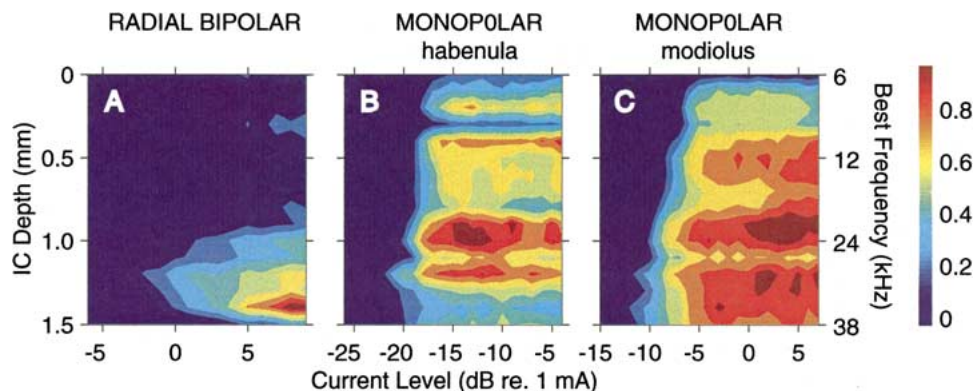 RADIAL BIPOLAR
MONOP0LAR
habenula
MONOP0LAR
modiolus
A
B
C
0
0.5
1.0
1.5
IC Depth (mm)
6
12
24
38
Best Frequency (kHz)
0.8
0.6
0.4
0.2
0
-5 0 5
-25 -20 -15 -10 -5
-15 -10 -5 0 5
Current Level (dB re. 1 mA)